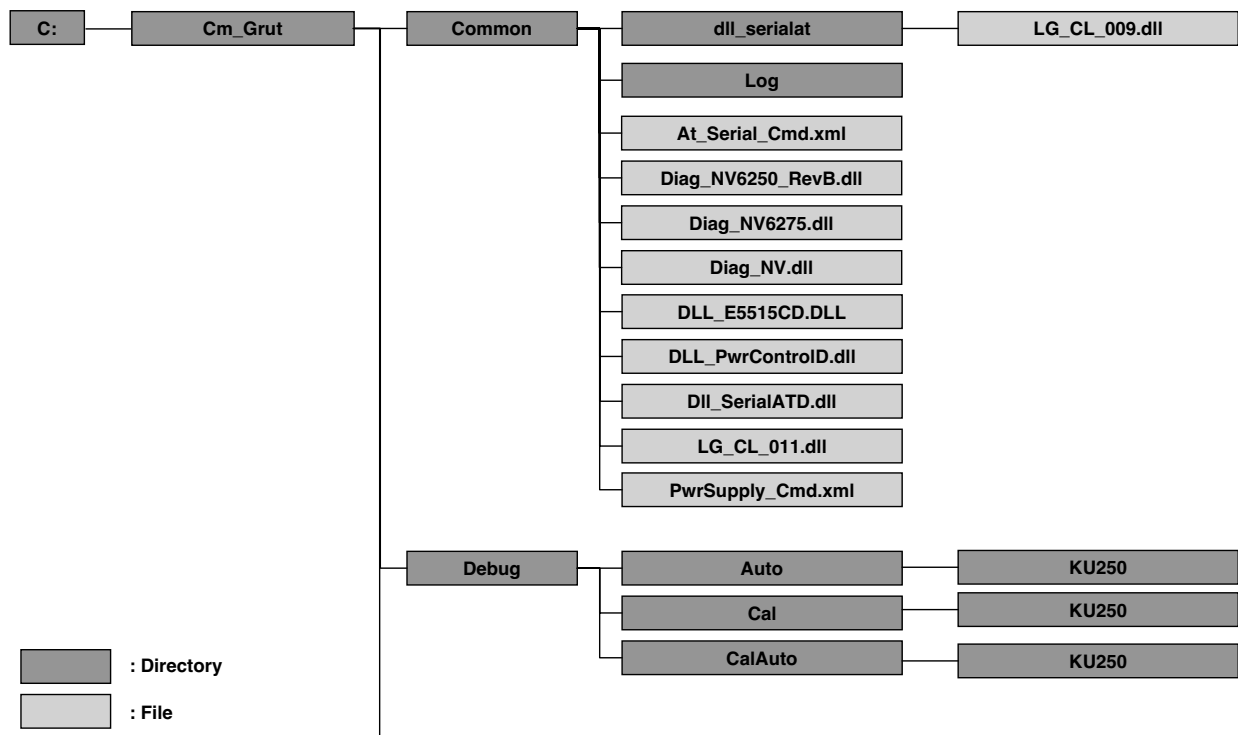 C:
Cm_Grut
Common
dll_serialat
LG_CL_009.dll
Log
At_Serial_Cmd.xml
Diag_NV6250_RevB.dll
Diag_NV6275.dll
Diag_NV.dll
DLL_E5515CD.DLL
DLL_PwrControlD.dll
Dll_SerialATD.dll
LG_CL_011.dll
PwrSupply_Cmd.xml
Debug
Auto
KU250
Cal
KU250
CalAuto
KU250
: Directory
: File